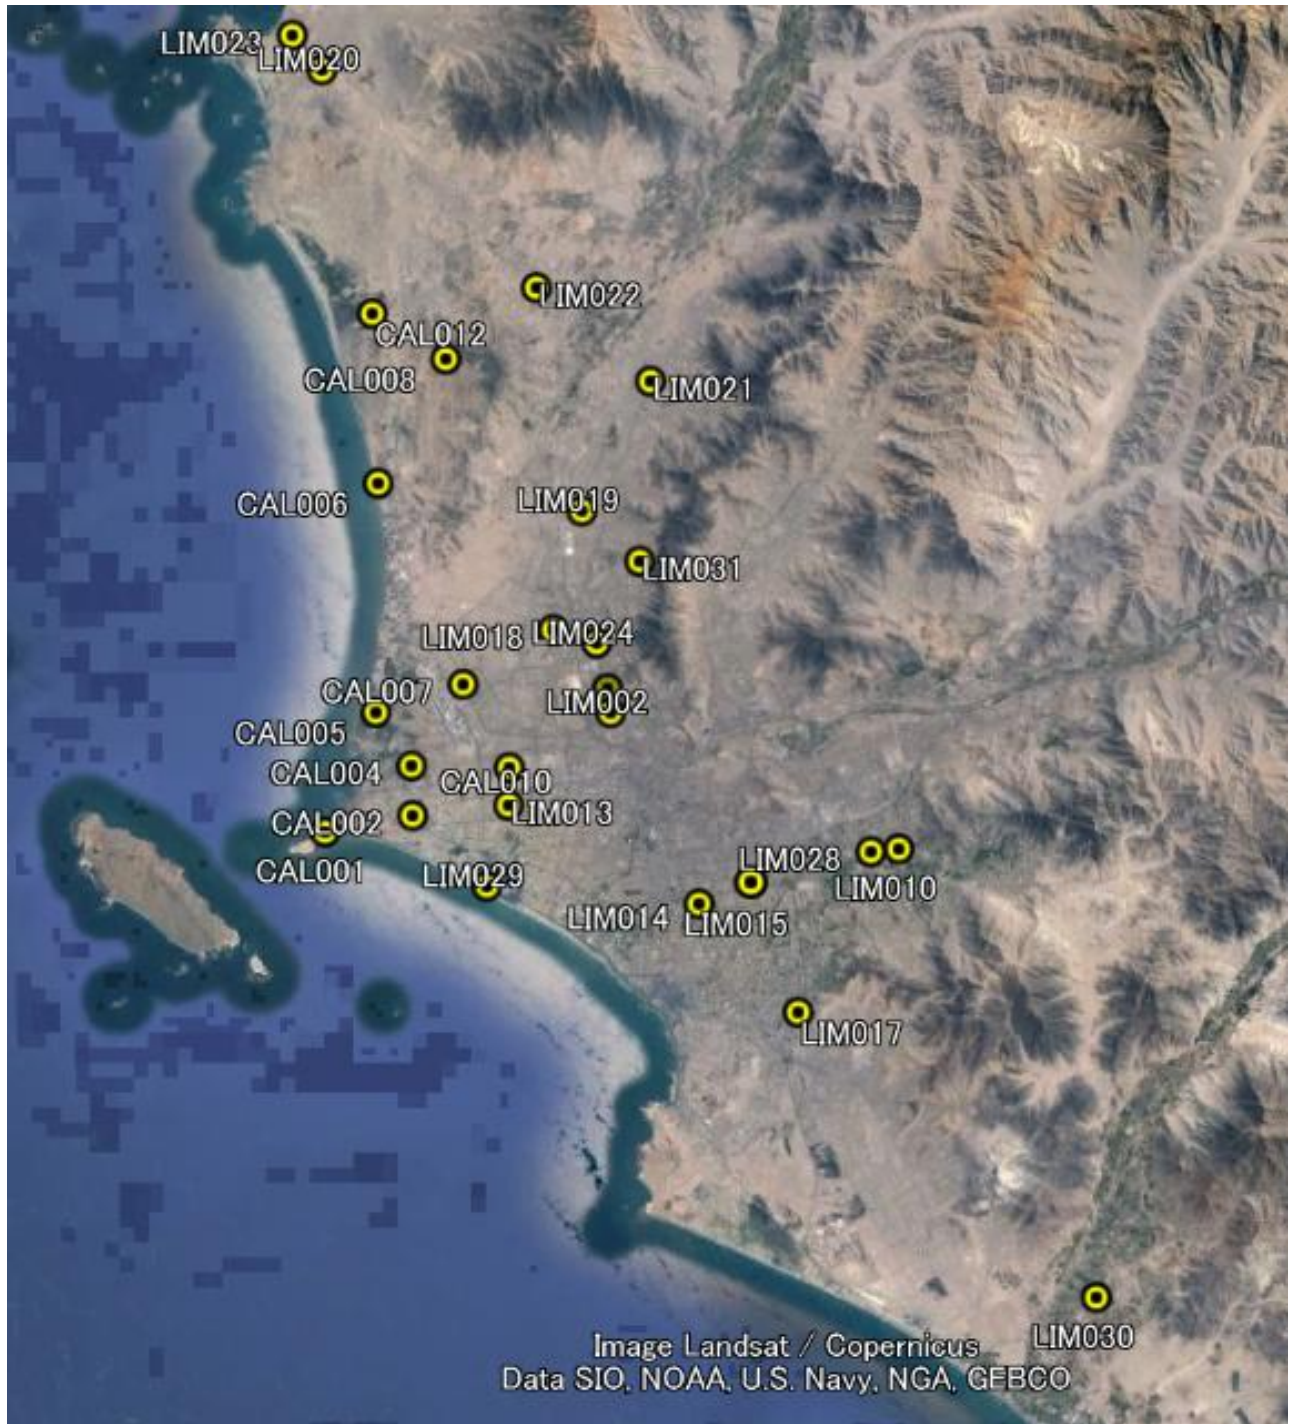 LIM023
LIM020
LIM022
CAL012
CAL008
LIM021
CAL006
LIM019
LIM031
LIM018
LIM024
CAL007
LIM002
CAL005
CAL004
CAL010
LIM013
CAL002
CAL001
LIM029
LIM028
LIM010
LIM014
LIM015
LIM017
LIM030
Image Landsat / Copernicus
Data SIO, NOAA, U.S. Navy, NGA, GEBCO